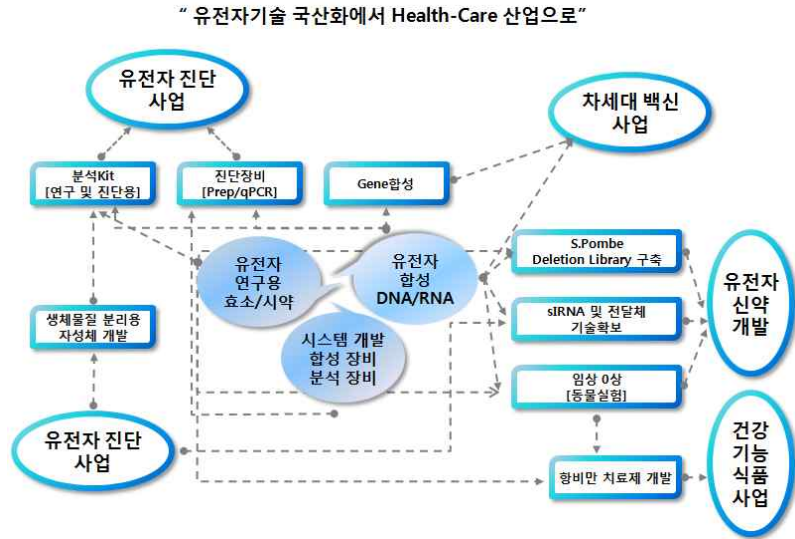 “ 유전자기술 국산화에서 Health-Care 산업으로”
유전자 진단
사업
차세대 백신
사업
분석Kit
[연구 및 진단용]
진단장비
[Prep/qPCR]
Gene합성
유전자
연구용
효소/시약
유전자
합성
DNA/RNA
S.Pombe
Deletion Library 구축
유전자
신약
개발
생체물질 분리용
자성체 개발
시스템 개발
합성 장비
분석 장비
sIRNA 및 전달체
기술확보
임상 0상
[동물실험]
유전자 진단
사업
항비만 치료제 개발
건강
기능
식품
사업